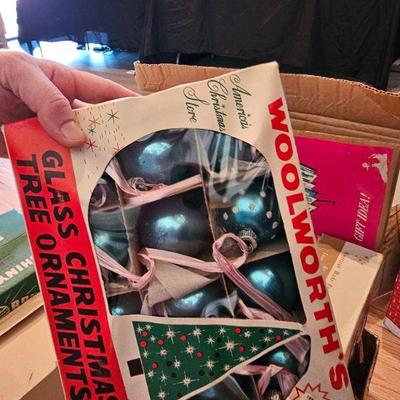 America's
Christmas
Store
WOOLWORTH'S
GLASS CHRISTMAS
TREE ORNAMENTS
GIFT IDEA!